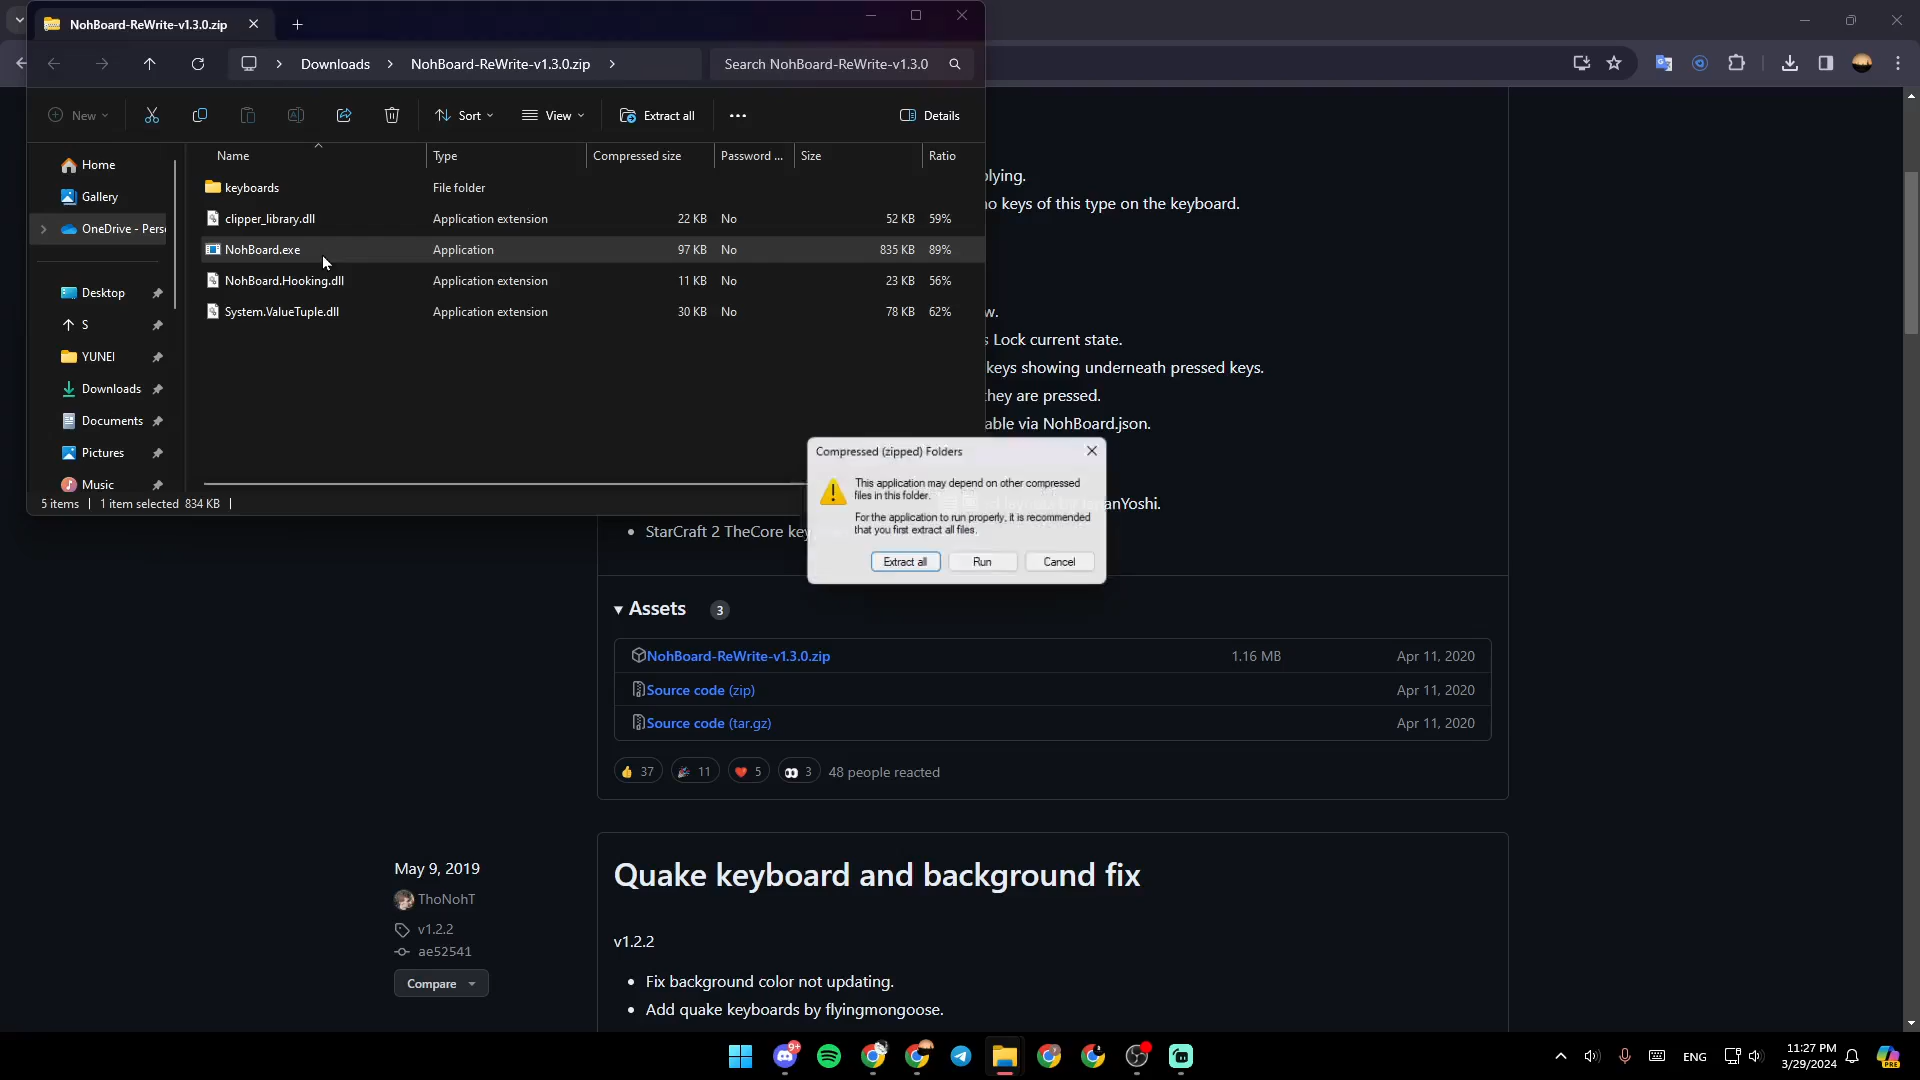 NohBoard-ReWrite-v1.3.0.zip
Downloads
NohBoard-ReWrite-v1.3.0.zip
Search NohBoard-ReWrite-v1.3.0
New
Sort
View
Extract all
Details
Name
Type
Compressed size
Password ...
Size
Ratio
keyboards
File folder
clipper_library.dll
Application extension
22 KB
No
52 KB
59%
NohBoard.exe
Application
97 KB
No
835 KB
89%
NohBoard.Hooking.dll
Application extension
11 KB
No
23 KB
56%
System.ValueTuple.dll
Application extension
30 KB
No
78 KB
62%
Home
Gallery
OneDrive - Pers
Desktop
S
YUNEI
Downloads
Documents
Pictures
Music
5 items
1 item selected 834 KB
plying.
no keys of this type on the keyboard.
w.
s Lock current state.
keys showing underneath pressed keys.
they are pressed.
able via NohBoard.json.
anYoshi.
StarCraft 2 TheCore key
Compressed (zipped) Folders
This application may depend on other compressed
files in this folder.
For the application to run properly, it is recommended
that you first extract all files.
Extract all
Run
Cancel
Assets 3
NohBoard-ReWrite-v1.3.0.zip
1.16 MB
Apr 11, 2020
Source code (zip)
Apr 11, 2020
Source code (tar.gz)
Apr 11, 2020
37
11
5
3
48 people reacted
May 9, 2019
ThoNohT
v1.2.2
ae52541
Compare
Quake keyboard and background fix
v1.2.2
Fix background color not updating.
Add quake keyboards by flyingmongoose.
9+
ENG
11:27 PM
3/29/2024
PRE